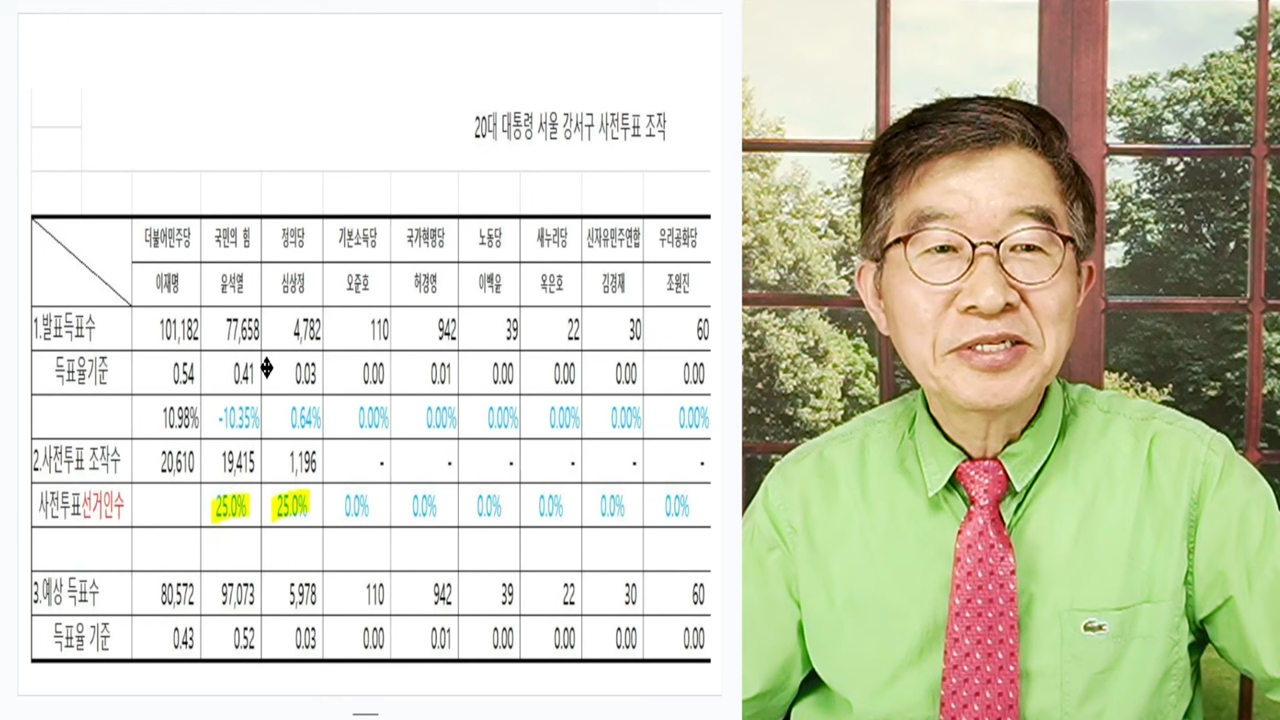 20대 대통령 서울 강서구 사전투표 조작
더불어민주당 국민의 힘 정의당 기본소득당 국가혁명당 노동당 새누리당 신자유민주연합 우리공화당
이재명 윤석열 심상정 오준호 허경영 이백윤 옥은호 김경재 조원진
1.발표득표수 101,182 77,658 4,782 110 942 39 22 30 60
득표율기준 0.54 0.41 0.03 0.00 0.01 0.00 0.00 0.00 0.00
10.98% -10.35% 0.64% 0.00% 0.00% 0.00% 0.00% 0.00% 0.00%
2.사전투표 조작수 20,610 19,415 1,196 - - - - - -
사전투표선거인수 25.0% 25.0% 0.0% 0.0% 0.0% 0.0% 0.0% 0.0%
3.예상 득표수 80,572 97,073 5,978 110 942 39 22 30 60
득표율 기준 0.43 0.52 0.03 0.00 0.01 0.00 0.00 0.00 0.00